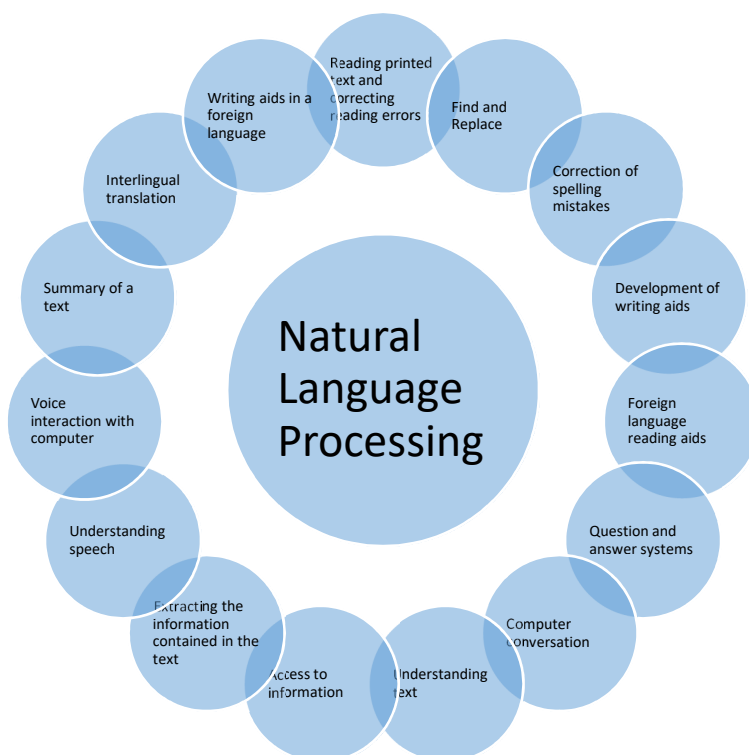 Natural
Language
Processing
Reading printed
text and
correcting
reading errors
Find and
Replace
Correction of
spelling
mistakes
Development of
writing aids
Foreign
language
reading aids
Question and
answer systems
Computer
conversation
Understanding
text
Access to
information
Extracting the
information
contained in the
text
Understanding
speech
Voice
interaction with
computer
Summary of a
text
Interlingual
translation
Writing aids in a
foreign
language